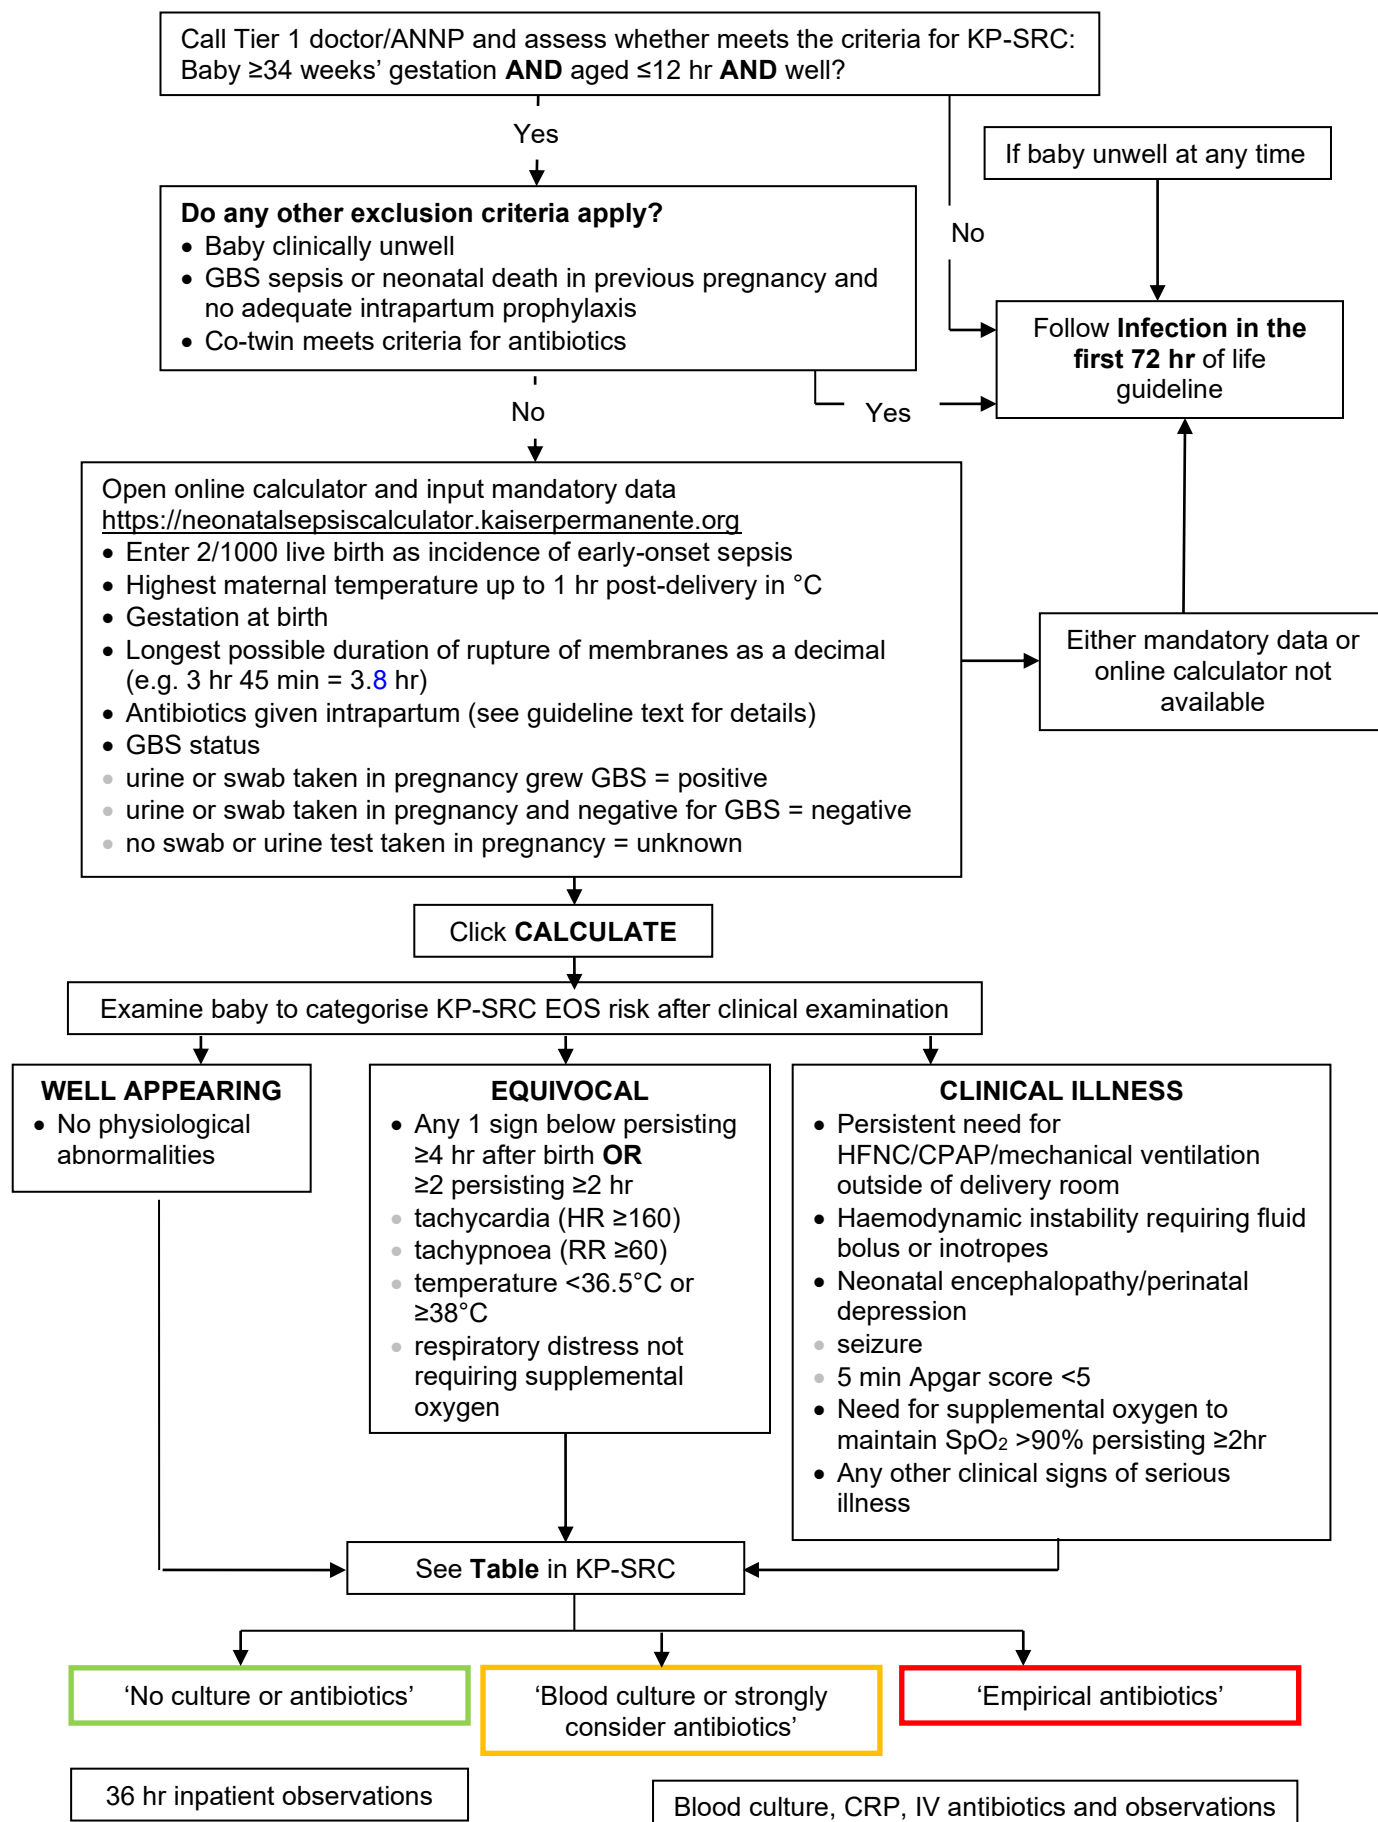 Call Tier 1 doctor/ANNP and assess whether meets the criteria for KP-SRC:
Baby ≥34 weeks’ gestation AND aged ≤12 hr AND well?
Yes
No
If baby unwell at any time
Do any other exclusion criteria apply?
• Baby clinically unwell
• GBS sepsis or neonatal death in previous pregnancy and
no adequate intrapartum prophylaxis
• Co-twin meets criteria for antibiotics
Follow Infection in the
first 72 hr of life
guideline
No
Yes
Open online calculator and input mandatory data
https://neonatalsepsiscalculator.kaiserpermanente.org
• Enter 2/1000 live birth as incidence of early-onset sepsis
• Highest maternal temperature up to 1 hr post-delivery in °C
• Gestation at birth
• Longest possible duration of rupture of membranes as a decimal
(e.g. 3 hr 45 min = 3.8 hr)
• Antibiotics given intrapartum (see guideline text for details)
• GBS status
• urine or swab taken in pregnancy grew GBS = positive
• urine or swab taken in pregnancy and negative for GBS = negative
• no swab or urine test taken in pregnancy = unknown
Either mandatory data or
online calculator not
available
Click CALCULATE
Examine baby to categorise KP-SRC EOS risk after clinical examination
WELL APPEARING
• No physiological
abnormalities
EQUIVOCAL
• Any 1 sign below persisting
≥4 hr after birth OR
≥2 persisting ≥2 hr
• tachycardia (HR ≥160)
• tachypnoea (RR ≥60)
• temperature <36.5°C or
≥38°C
• respiratory distress not
requiring supplemental
oxygen
CLINICAL ILLNESS
• Persistent need for
HFNC/CPAP/mechanical ventilation
outside of delivery room
• Haemodynamic instability requiring fluid
bolus or inotropes
• Neonatal encephalopathy/perinatal
depression
• seizure
• 5 min Apgar score <5
• Need for supplemental oxygen to
maintain SpO₂ >90% persisting ≥2hr
• Any other clinical signs of serious
illness
See Table in KP-SRC
‘No culture or antibiotics’
‘Blood culture or strongly
consider antibiotics’
‘Empirical antibiotics’
36 hr inpatient observations
Blood culture, CRP, IV antibiotics and observations